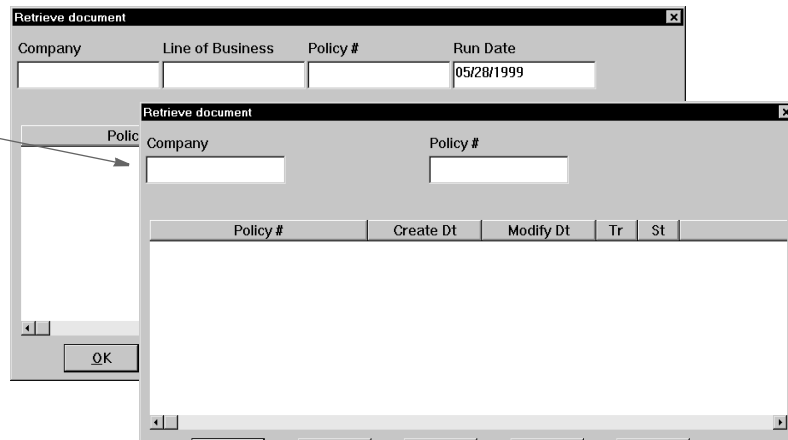 Retrieve document
Company Line of Business Policy # Run Date
05/28/1999
Retrieve document
Polic
Company Policy #
Policy # Create Dt Modify Dt Tr St
OK